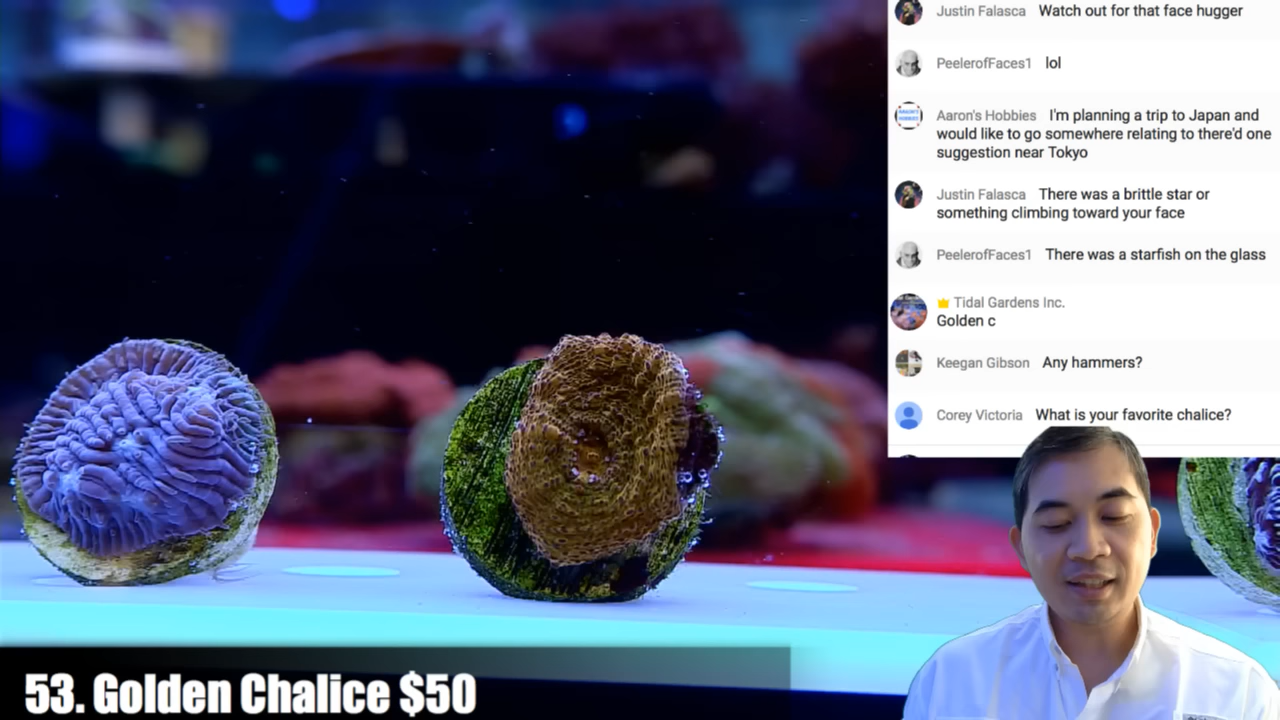 Justin Falasca Watch out for that face hugger
PeelerofFaces1 lol
Aaron's Hobbies I'm planning a trip to Japan and
would like to go somewhere relating to there'd one
suggestion near Tokyo
Justin Falasca There was a brittle star or
something climbing toward your face
PeelerofFaces1 There was a starfish on the glass
Tidal Gardens Inc.
Golden c
Keegan Gibson Any hammers?
Corey Victoria What is your favorite chalice?
53. Golden Chalice $50